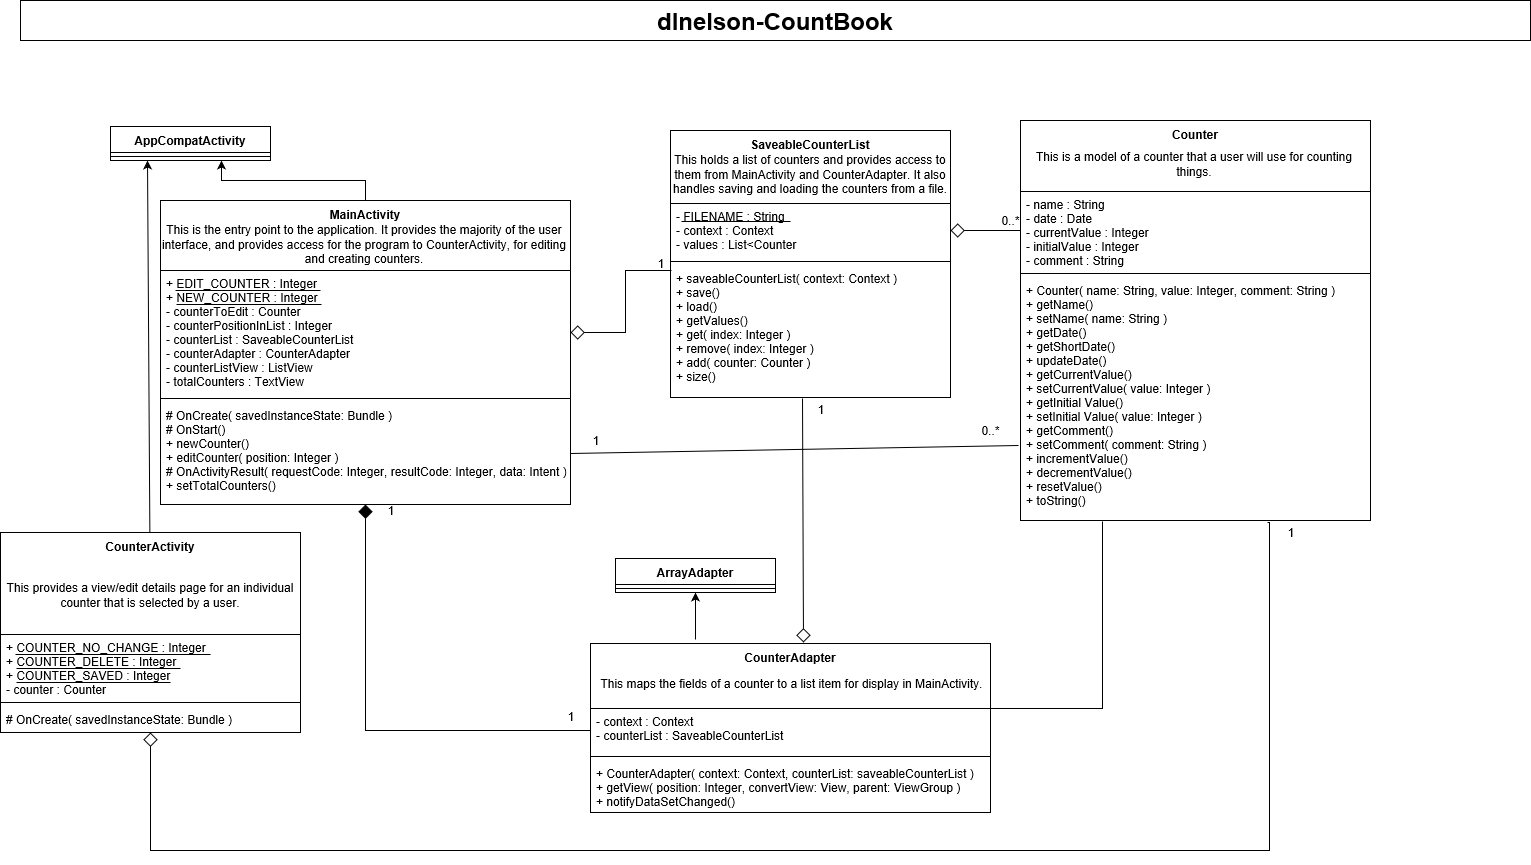 dlnelson-CountBook
AppCompatActivity
MainActivity
This is the entry point to the application. It provides the majority of the user
interface, and provides access for the program to CounterActivity, for editing
and creating counters.
+ EDIT_COUNTER : Integer
+ NEW_COUNTER : Integer
- counterToEdit : Counter
- counterPositionInList : Integer
- counterList : SaveableCounterList
- counterAdapter : CounterAdapter
- counterListView : ListView
- totalCounters : TextView
# OnCreate( savedInstanceState: Bundle )
# OnStart()
+ newCounter()
+ editCounter( position: Integer )
# OnActivityResult( requestCode: Integer, resultCode: Integer, data: Intent )
+ setTotalCounters()
SaveableCounterList
This holds a list of counters and provides access to
them from MainActivity and CounterAdapter. It also
handles saving and loading the counters from a file.
- FILENAME : String
- context : Context
- values : List<Counter
+ saveableCounterList( context: Context )
+ save()
+ load()
+ getValues()
+ get( index: Integer )
+ remove( index: Integer )
+ add( counter: Counter )
+ size()
Counter
This is a model of a counter that a user will use for counting
things.
- name : String
- date : Date
- currentValue : Integer
- initialValue : Integer
- comment : String
+ Counter( name: String, value: Integer, comment: String )
+ getName()
+ setName( name: String )
+ getDate()
+ getShortDate()
+ updateDate()
+ getCurrentValue()
+ setCurrentValue( value: Integer )
+ getInitial Value()
+ setInitial Value( value: Integer )
+ getComment()
+ setComment( comment: String )
+ incrementValue()
+ decrementValue()
+ resetValue()
+ toString()
0..*
1
1
1
0..*
1
1
CounterActivity
This provides a view/edit details page for an individual
counter that is selected by a user.
+ COUNTER_NO_CHANGE : Integer
+ COUNTER_DELETE : Integer
+ COUNTER_SAVED : Integer
- counter : Counter
# OnCreate( savedInstanceState: Bundle )
ArrayAdapter
CounterAdapter
This maps the fields of a counter to a list item for display in MainActivity.
- context : Context
- counterList : SaveableCounterList
+ CounterAdapter( context: Context, counterList: saveableCounterList )
+ getView( position: Integer, convertView: View, parent: ViewGroup )
+ notifyDataSetChanged()
1